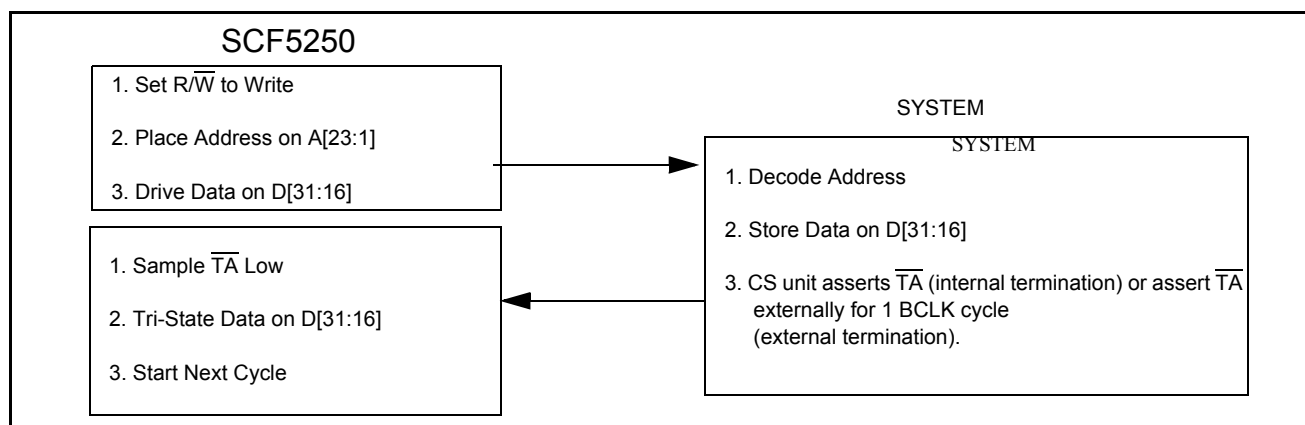 SCF5250
1. Set R/W̅ to Write
2. Place Address on A[23:1]
3. Drive Data on D[31:16]
SYSTEM
SYSTEM
1. Decode Address
2. Store Data on D[31:16]
3. CS unit asserts T̅A̅ (internal termination) or assert T̅A̅
externally for 1 BCLK cycle
(external termination).
1. Sample T̅A̅ Low
2. Tri-State Data on D[31:16]
3. Start Next Cycle